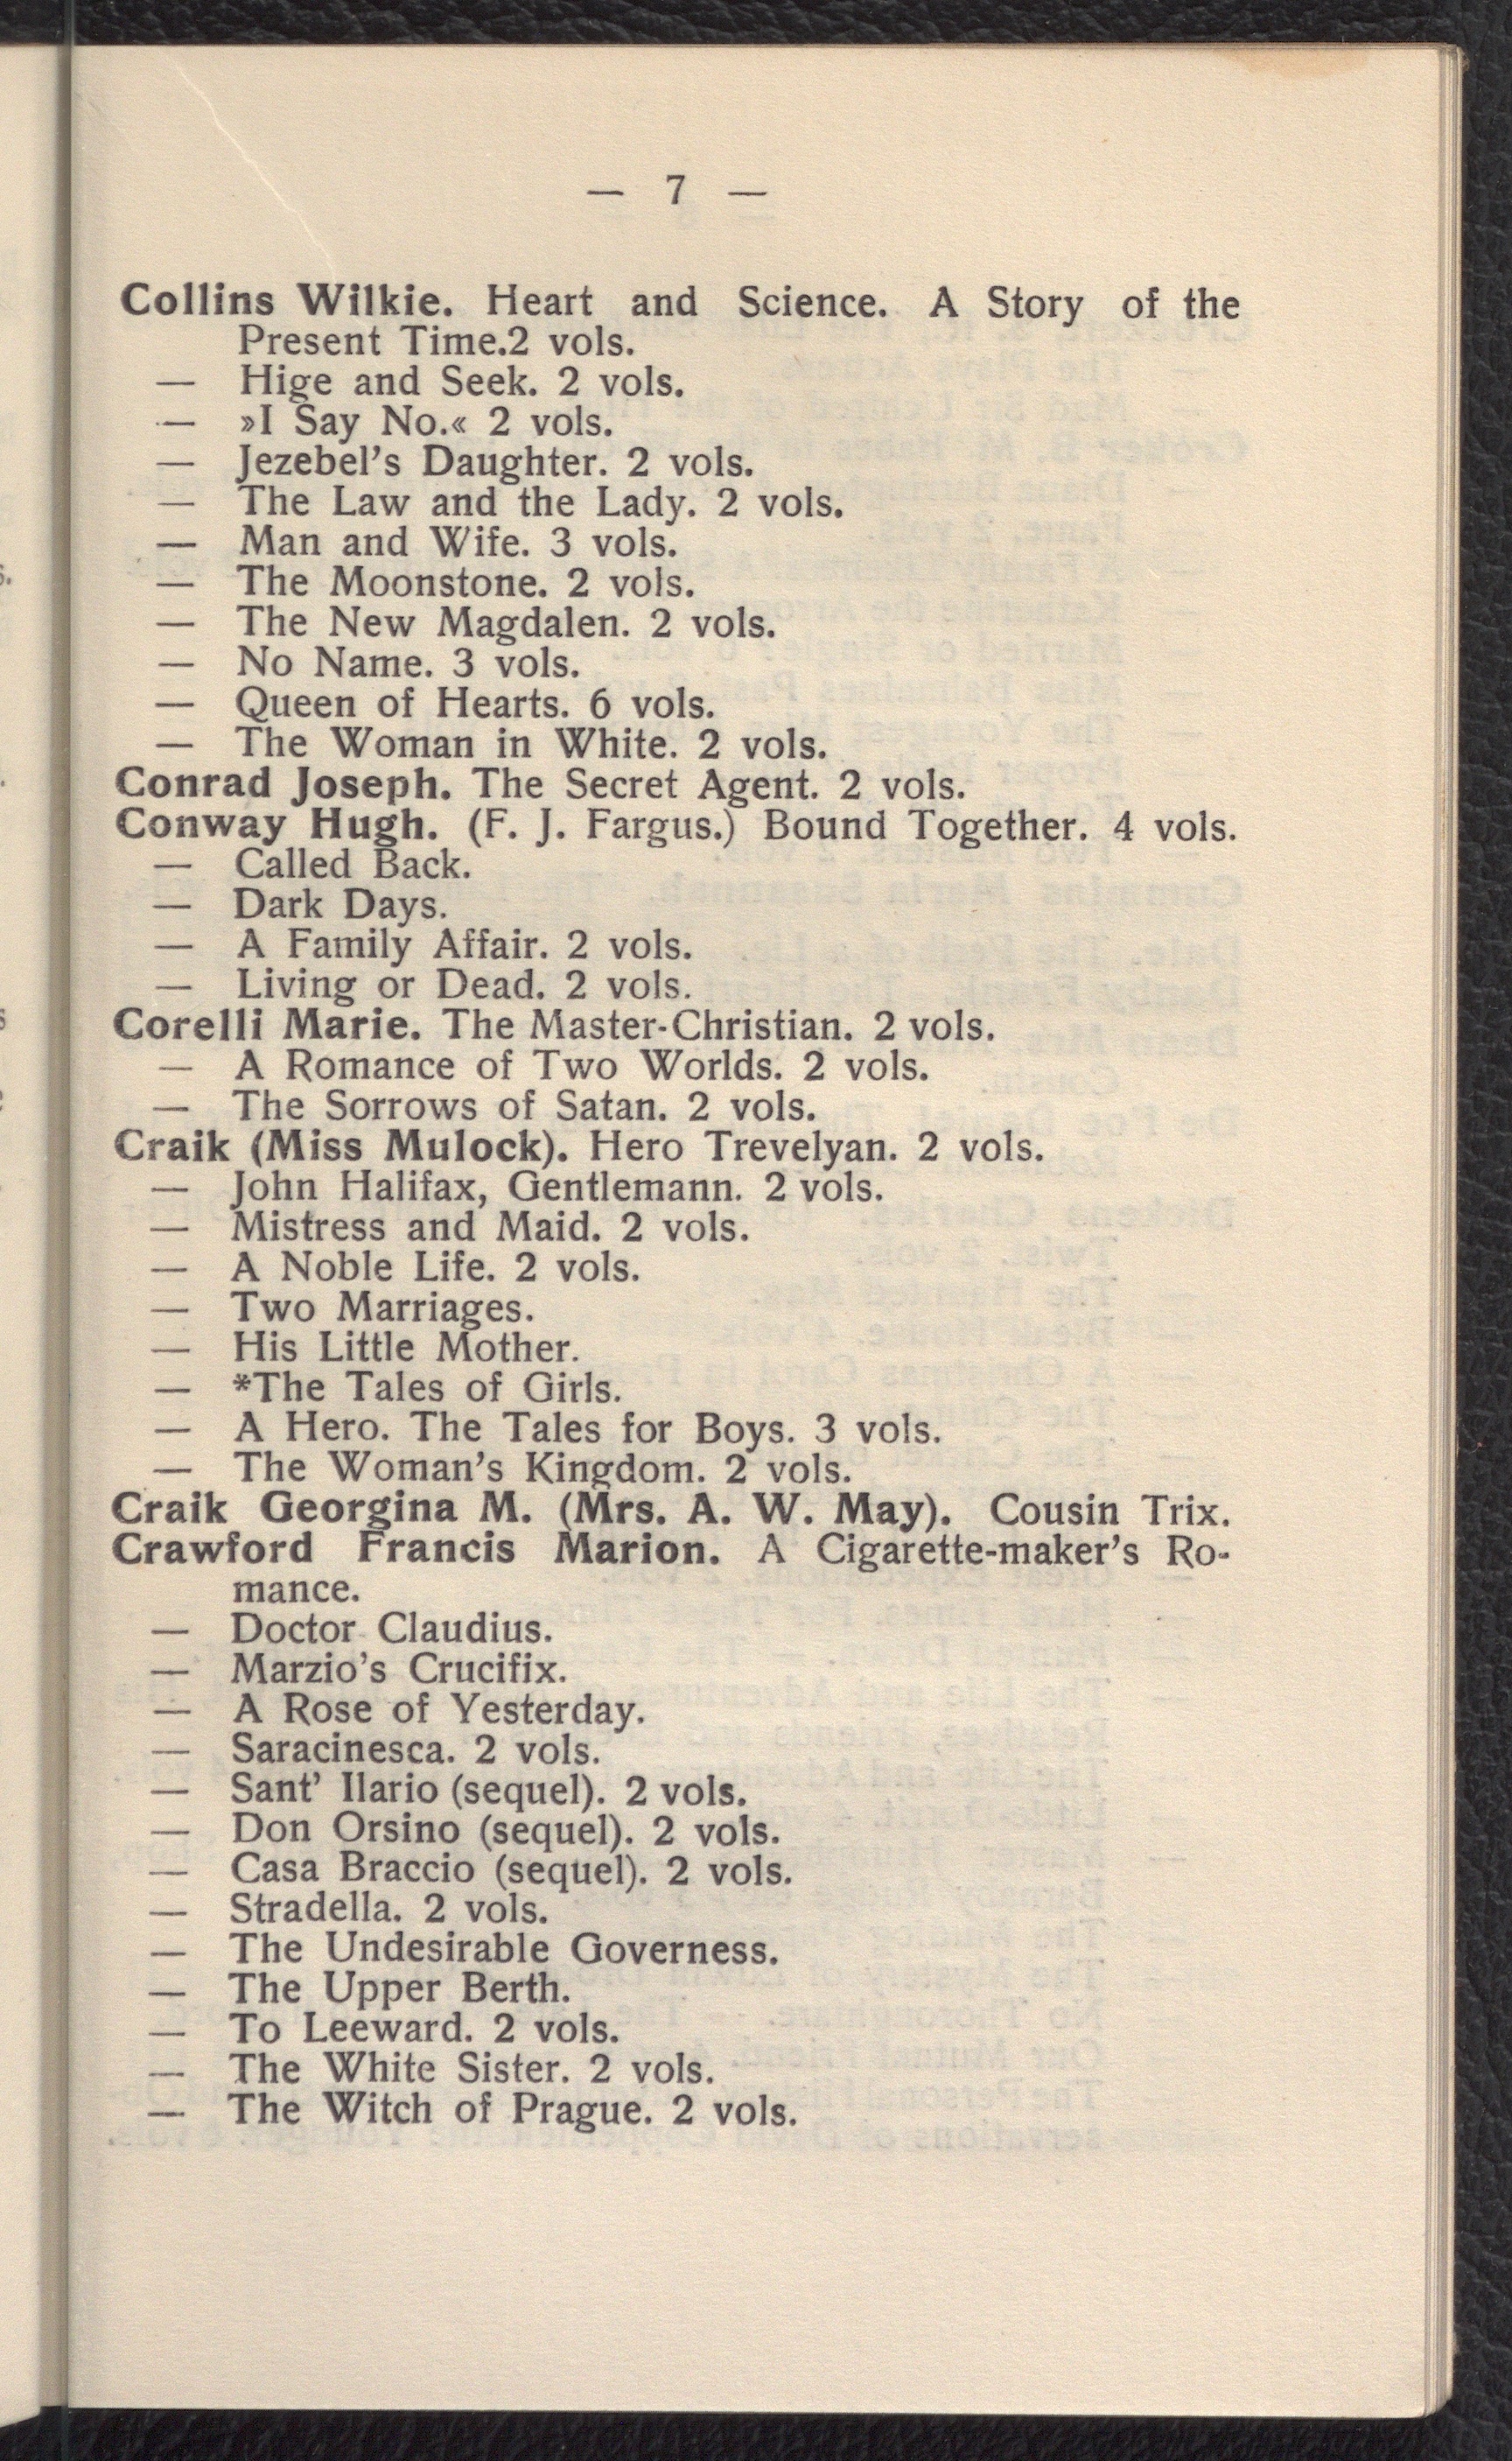 — 7 —
Collins Wilkie. Heart and Science. A Story of the
Present Time.2 vols.
— Hige and Seek. 2 vols.
— »I Say No.« 2 vols.
— Jezebel's Daughter. 2 vols.
— The Law and the Lady. 2 vols.
— Man and Wife. 3 vols.
— The Moonstone. 2 vols.
— The New Magdalen. 2 vols.
— No Name. 3 vols.
— Queen of Hearts. 6 vols.
— The Woman in White. 2 vols.
Conrad Joseph. The Secret Agent. 2 vols.
Conway Hugh. (F. J. Fargus.) Bound Together. 4 vols.
— Called Back.
— Dark Days.
— A Family Affair. 2 vols.
— Living or Dead. 2 vols.
Corelli Marie. The Master-Christian. 2 vols.
— A Romance of Two Worlds. 2 vols.
— The Sorrows of Satan. 2 vols.
Craik (Miss Mulock). Hero Trevelyan. 2 vols.
— John Halifax, Gentlemann. 2 vols.
— Mistress and Maid. 2 vols.
— A Noble Life. 2 vols.
— Two Marriages.
— His Little Mother.
— *The Tales of Girls.
— A Hero. The Tales for Boys. 3 vols.
— The Woman's Kingdom. 2 vols.
Craik Georgina M. (Mrs. A. W. May). Cousin Trix.
Crawford Francis Marion. A Cigarette-maker's Ro-
mance.
— Doctor Claudius.
— Marzio's Crucifix.
— A Rose of Yesterday.
— Saracinesca. 2 vols.
— Sant' Ilario (sequel). 2 vols.
— Don Orsino (sequel). 2 vols.
— Casa Braccio (sequel). 2 vols.
— Stradella. 2 vols.
— The Undesirable Governess.
— The Upper Berth.
— To Leeward. 2 vols.
— The White Sister. 2 vols.
— The Witch of Prague. 2 vols.